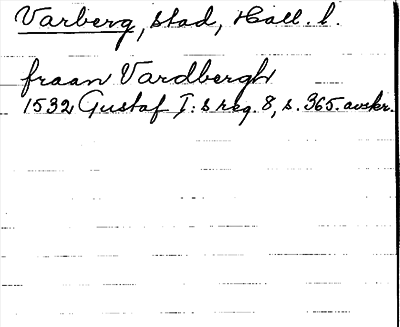 Varberg, stad, Hall. l.
fraan Vardbergh
1532 Gustaf I:s reg. 8, s. 365. avskr.